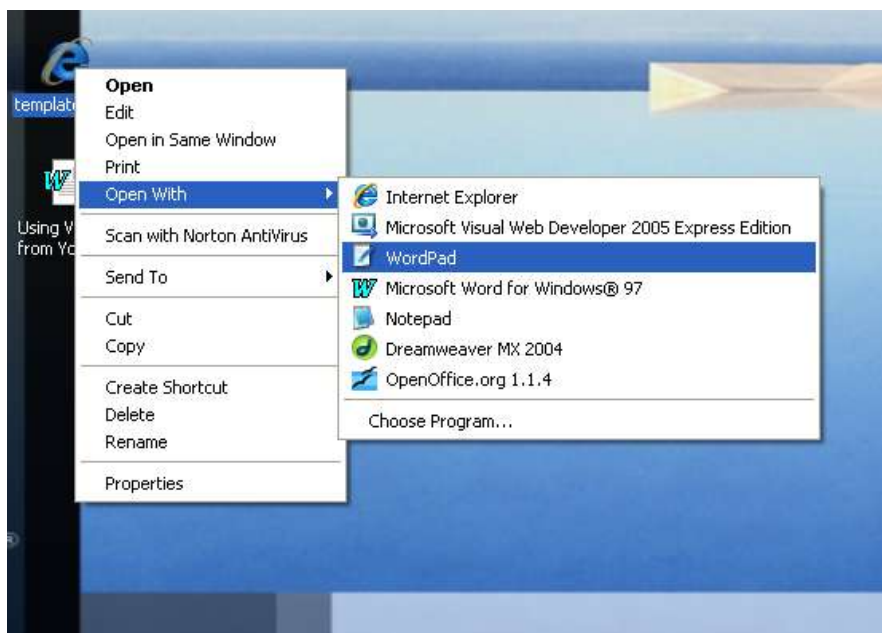 templat
Using V
from Yo
Open
Edit
Open in Same Window
Print
Open With
Scan with Norton AntiVirus
Send To
Cut
Copy
Create Shortcut
Delete
Rename
Properties
Internet Explorer
Microsoft Visual Web Developer 2005 Express Edition
WordPad
Microsoft Word for Windows® 97
Notepad
Dreamweaver MX 2004
OpenOffice.org 1.1.4
Choose Program...
®